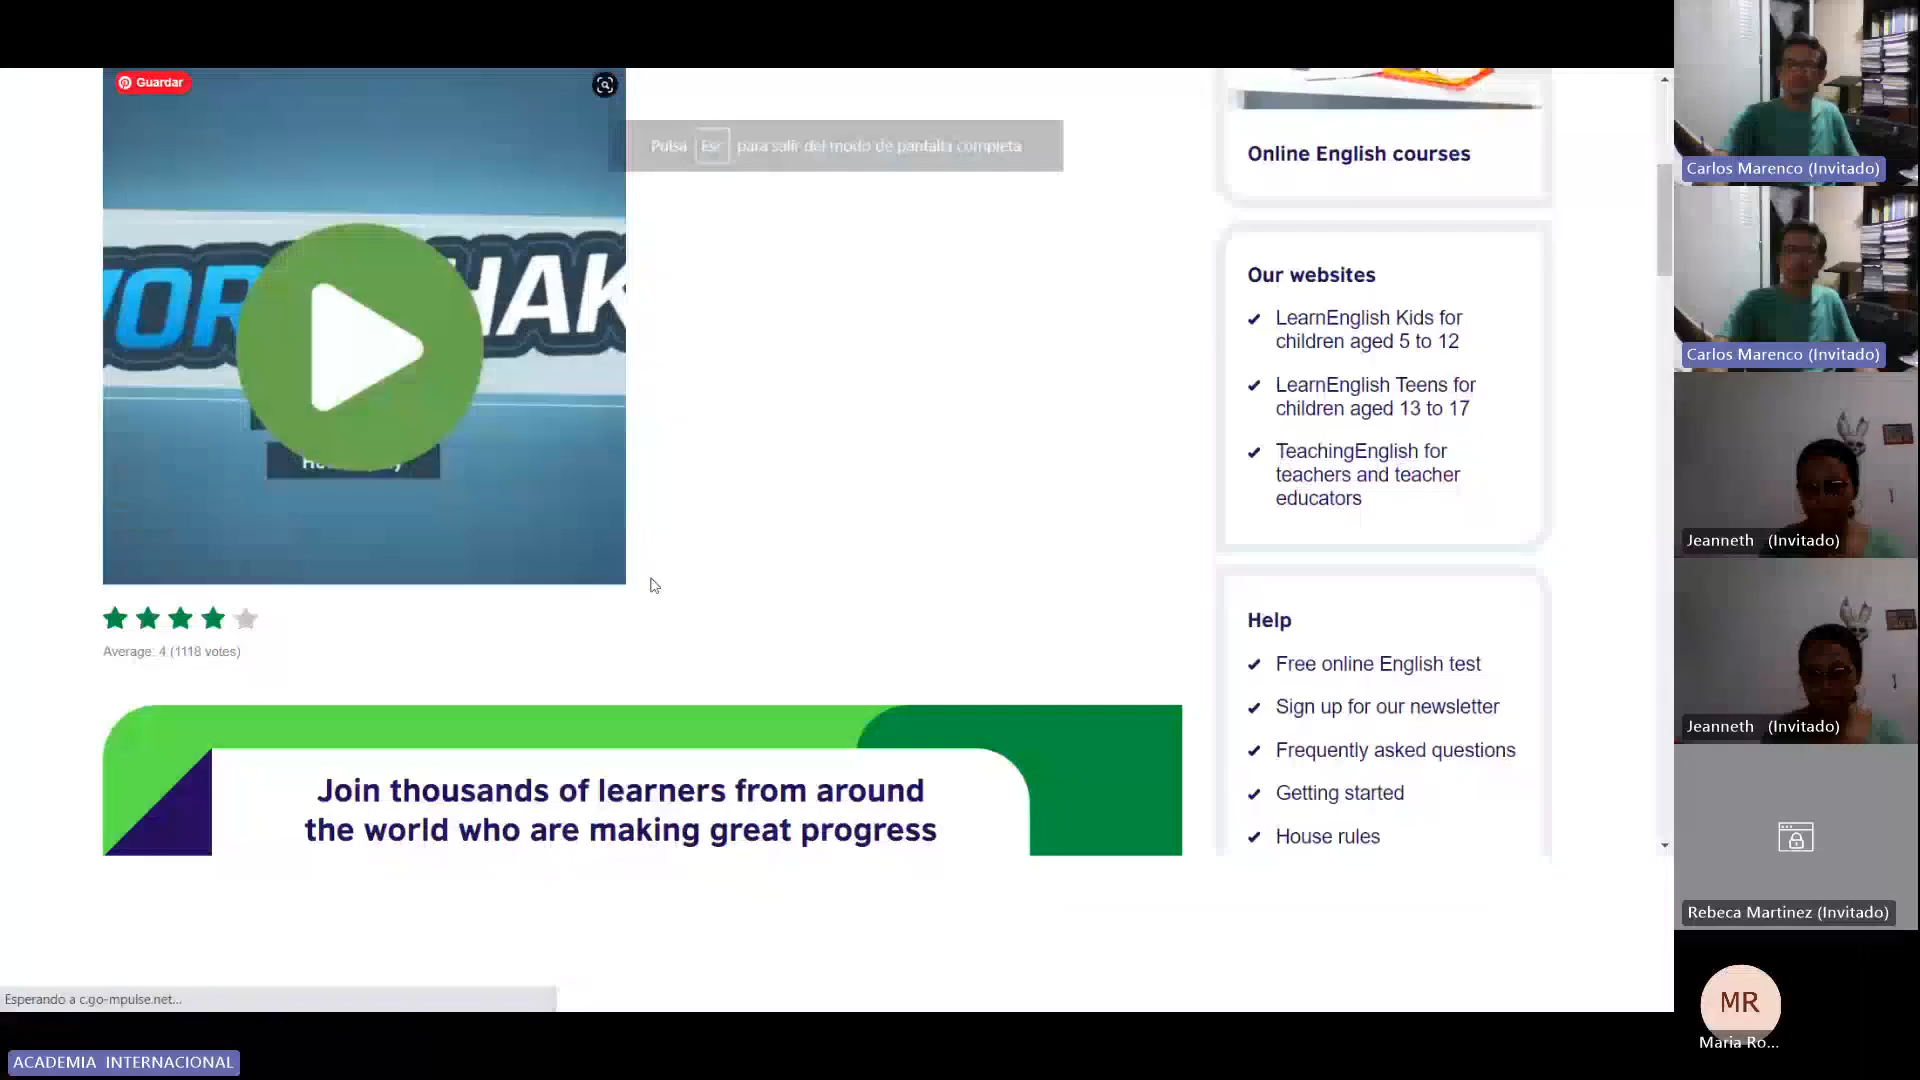 Guardar
Pulsa Esc para salir del modo de pantalla completa
Average: 4 (1118 votes)
Join thousands of learners from around
the world who are making great progress
Online English courses
Our websites
LearnEnglish Kids for
children aged 5 to 12
LearnEnglish Teens for
children aged 13 to 17
TeachingEnglish for
teachers and teacher
educators
Help
Free online English test
Sign up for our newsletter
Frequently asked questions
Getting started
House rules
Esperando a c.go-mpulse.net...
ACADEMIA INTERNACIONAL
Carlos Marenco (Invitado)
Carlos Marenco (Invitado)
Jeanneth (Invitado)
Jeanneth (Invitado)
Rebeca Martinez (Invitado)
MR
Maria Ro...